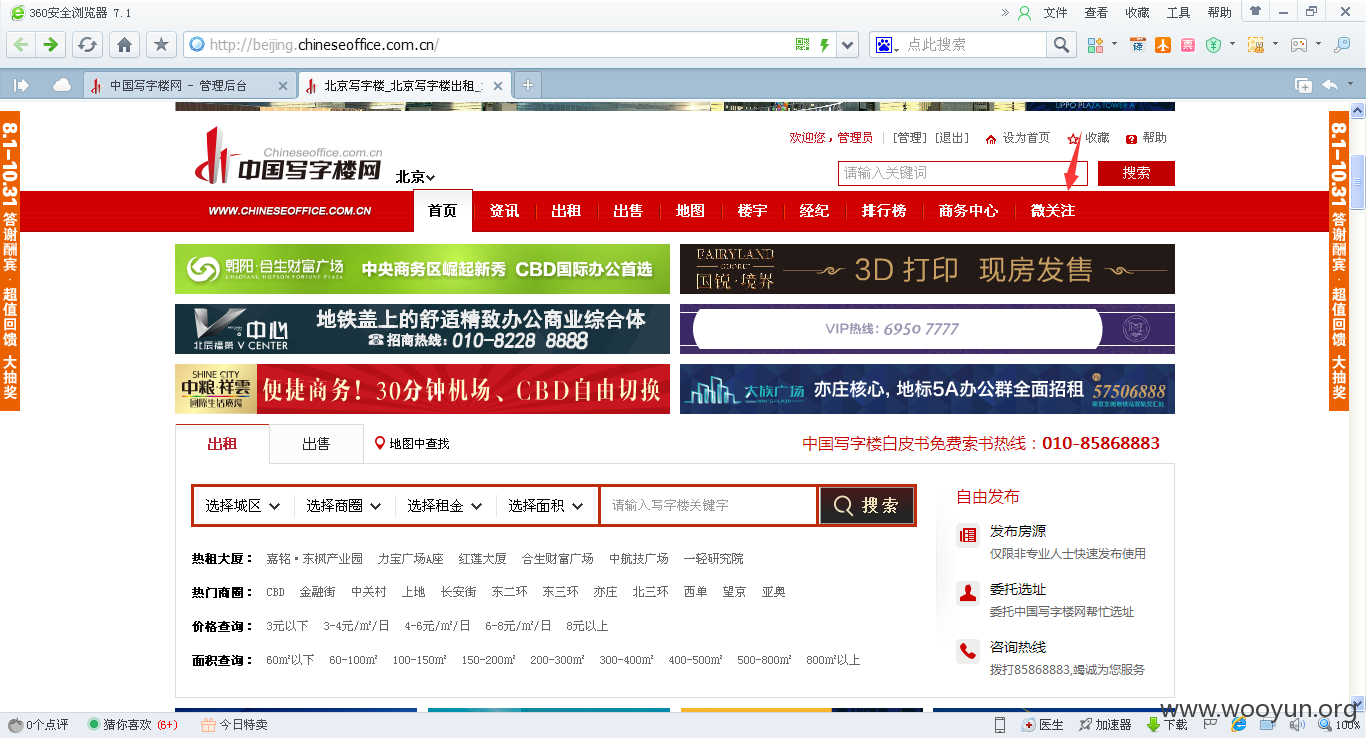 360安全浏览器 7.1
文件 查看 收藏 工具 帮助
http://beijing.chineseoffice.com.cn/
点此搜索
中国写字楼网 - 管理后台
北京写字楼_北京写字楼出租_
LIPPO PLAZA TOWER A
8.1-10.31 答谢酬宾·超值回馈 大抽奖
8.1-10.31 答谢酬宾·超值回馈 大抽奖
欢迎您，管理员 [管理] [退出] 设为首页 收藏 帮助
Chineseoffice.com.cn
中国写字楼网
北京
请输入关键词
搜索
WWW.CHINESEOFFICE.COM.CN
首页 资讯 出租 出售 地图 楼宇 经纪 排行榜 商务中心 微关注
朝阳·合生财富广场
中央商务区崛起新秀 CBD国际办公首选
FAIRYLAND
国锐·境界
3D 打印 现房发售
V中心
北辰福第 V CENTER
地铁盖上的舒适精致办公商业综合体
招商热线:010-8228 8888
VIP热线: 6950 7777
SHINE CITY
中粮·祥雲
國際生活廣場
便捷商务！30分钟机场、CBD自由切换
大族广场
亦庄核心，地标5A办公群全面招租
57506888
出租 出售 地图中查找
中国写字楼白皮书免费索书热线：010-85868883
选择城区 选择商圈 选择租金 选择面积 请输入写字楼关键字 搜索
热租大厦： 嘉铭·东枫产业园 力宝广场A座 红莲大厦 合生财富广场 中航技广场 一轻研究院
热门商圈： CBD 金融街 中关村 上地 长安街 东二环 东三环 亦庄 北三环 西单 望京 亚奥
价格查询： 3元以下 3-4元/㎡/日 4-6元/㎡/日 6-8元/㎡/日 8元以上
面积查询： 60㎡以下 60-100㎡ 100-150㎡ 150-200㎡ 200-300㎡ 300-400㎡ 400-500㎡ 500-800㎡ 800㎡以上
自由发布
发布房源
仅限非专业人士快速发布使用
委托选址
委托中国写字楼网帮忙选址
咨询热线
拨打85868883,竭诚为您服务
www.wooyun.org
0个点评 猜你喜欢 (6+) 今日特卖
医生 加速器 下载 100%